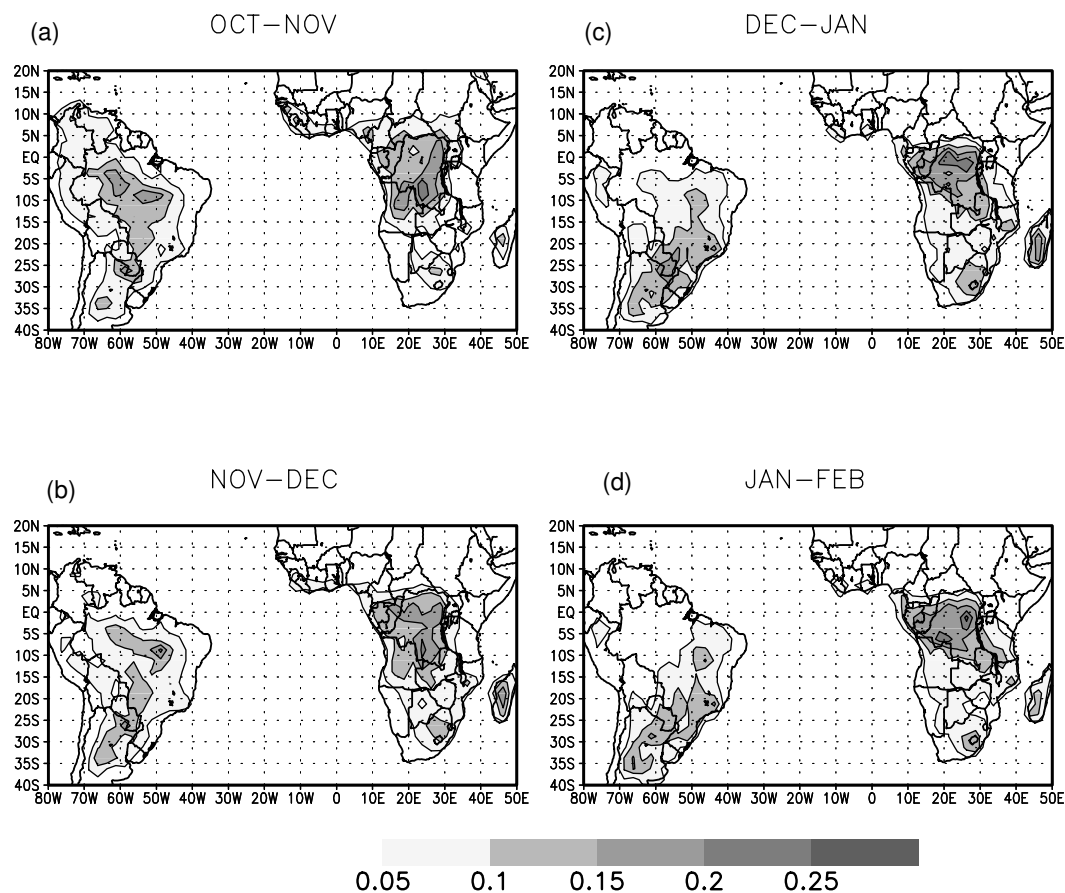 (a) OCT−NOV
20N
15N
10N
5N
EQ
5S
10S
15S
20S
25S
30S
35S
40S
80W 70W 60W 50W 40W 30W 20W 10W 0 10E 20E 30E 40E 50E
(c) DEC−JAN
20N
15N
10N
5N
EQ
5S
10S
15S
20S
25S
30S
35S
40S
80W 70W 60W 50W 40W 30W 20W 10W 0 10E 20E 30E 40E 50E
(b) NOV−DEC
20N
15N
10N
5N
EQ
5S
10S
15S
20S
25S
30S
35S
40S
80W 70W 60W 50W 40W 30W 20W 10W 0 10E 20E 30E 40E 50E
(d) JAN−FEB
20N
15N
10N
5N
EQ
5S
10S
15S
20S
25S
30S
35S
40S
80W 70W 60W 50W 40W 30W 20W 10W 0 10E 20E 30E 40E 50E
0.05 0.1 0.15 0.2 0.25